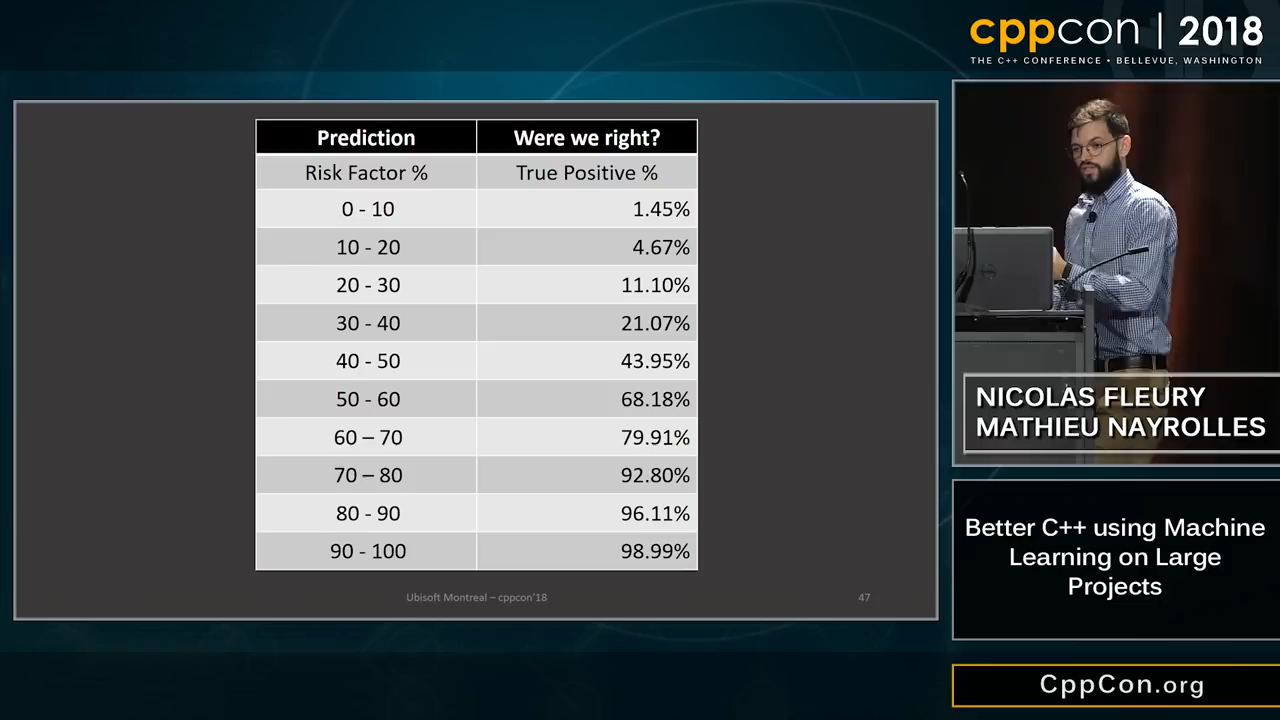 cppcon | 2018
THE C++ CONFERENCE • BELLEVUE, WASHINGTON
Prediction Were we right?
Risk Factor % True Positive %
0 - 10 1.45%
10 - 20 4.67%
20 - 30 11.10%
30 - 40 21.07%
40 - 50 43.95%
50 - 60 68.18%
60 – 70 79.91%
70 – 80 92.80%
80 - 90 96.11%
90 - 100 98.99%
Ubisoft Montreal – cppcon'18 47
NICOLAS FLEURY
MATHIEU NAYROLLES
Better C++ using Machine
Learning on Large
Projects
CppCon.org